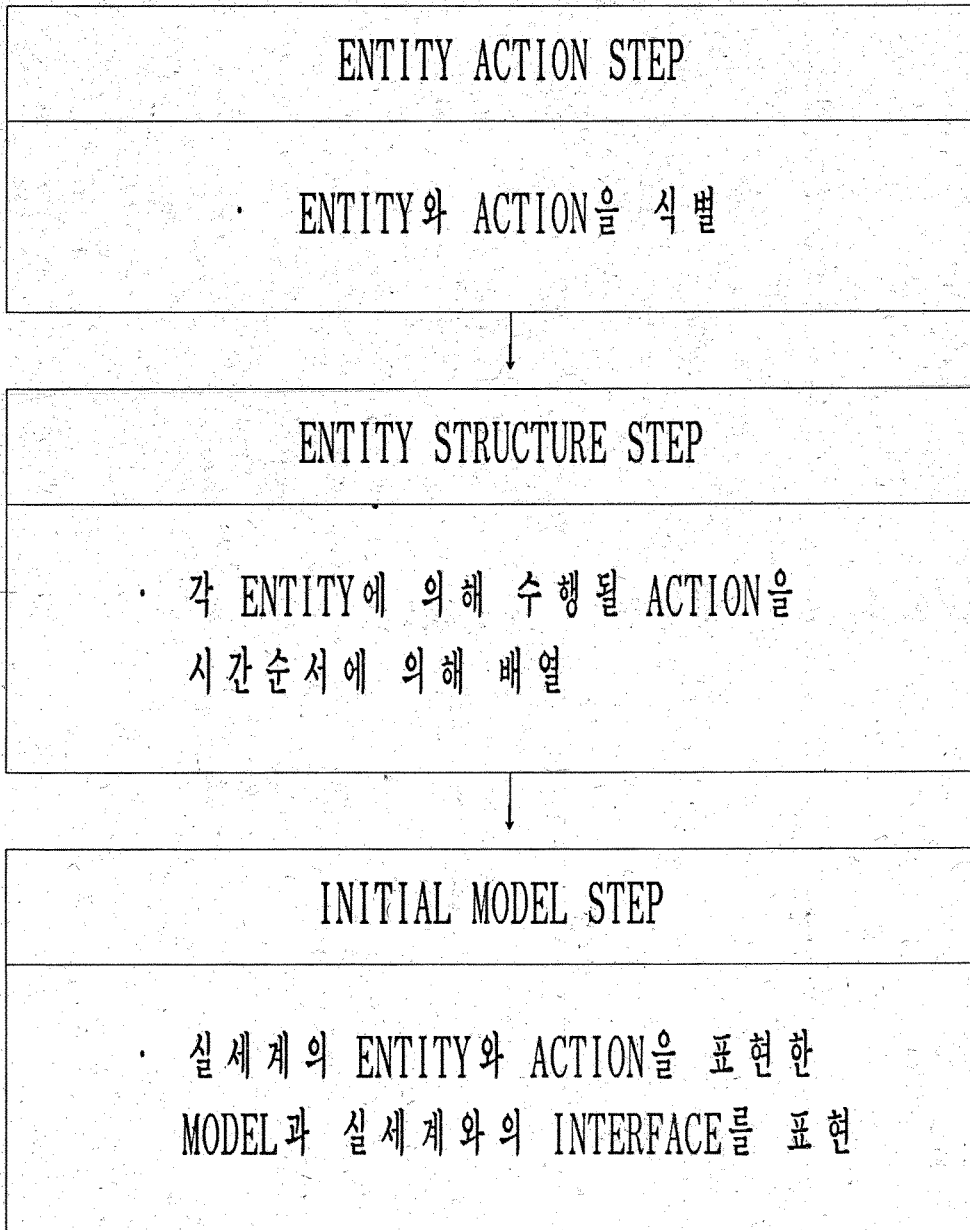 ENTITY ACTION STEP
· ENTITY와 ACTION을 식별
ENTITY STRUCTURE STEP
· 각 ENTITY에 의해 수행될 ACTION을
시간순서에 의해 배열
INITIAL MODEL STEP
· 실세계의 ENTITY와 ACTION을 표현한
MODEL과 실세계와의 INTERFACE를 표현